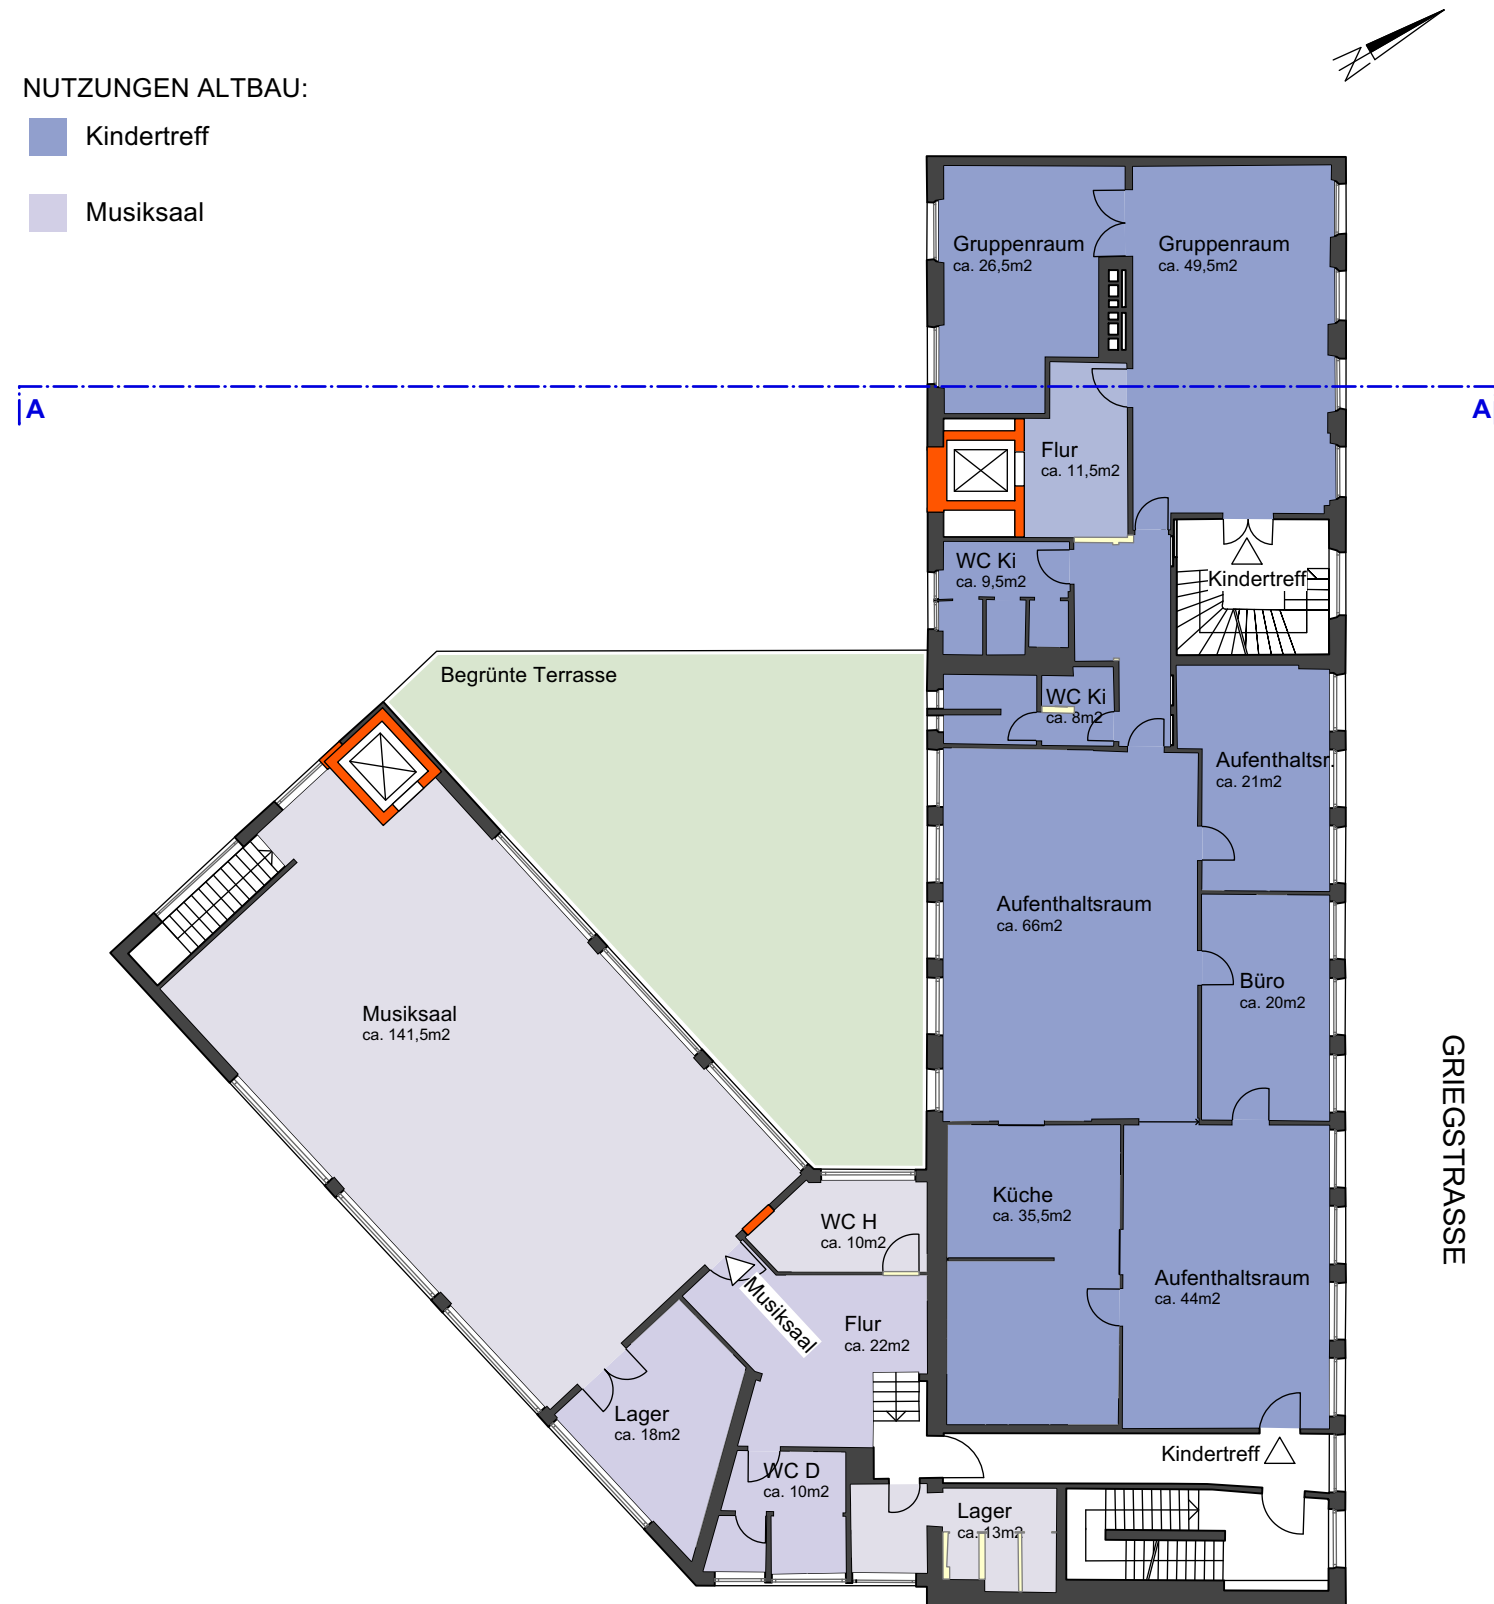 N
NUTZUNGEN ALTBAU:
Kindertreff
Musiksaal
Gruppenraum
ca. 26,5m2
Gruppenraum
ca. 49,5m2
A
A
Flur
ca. 11,5m2
WC Ki
ca. 9,5m2
Kindertreff
Begrünte Terrasse
WC Ki
ca. 8m2
Aufenthaltsr.
ca. 21m2
Aufenthaltsraum
ca. 66m2
Büro
ca. 20m2
Musiksaal
ca. 141,5m2
GRIEGSTRASSE
Küche
ca. 35,5m2
WC H
ca. 10m2
Aufenthaltsraum
ca. 44m2
Musiksaal
Flur
ca. 22m2
Lager
ca. 18m2
Kindertreff
WC D
ca. 10m2
Lager
ca. 13m2